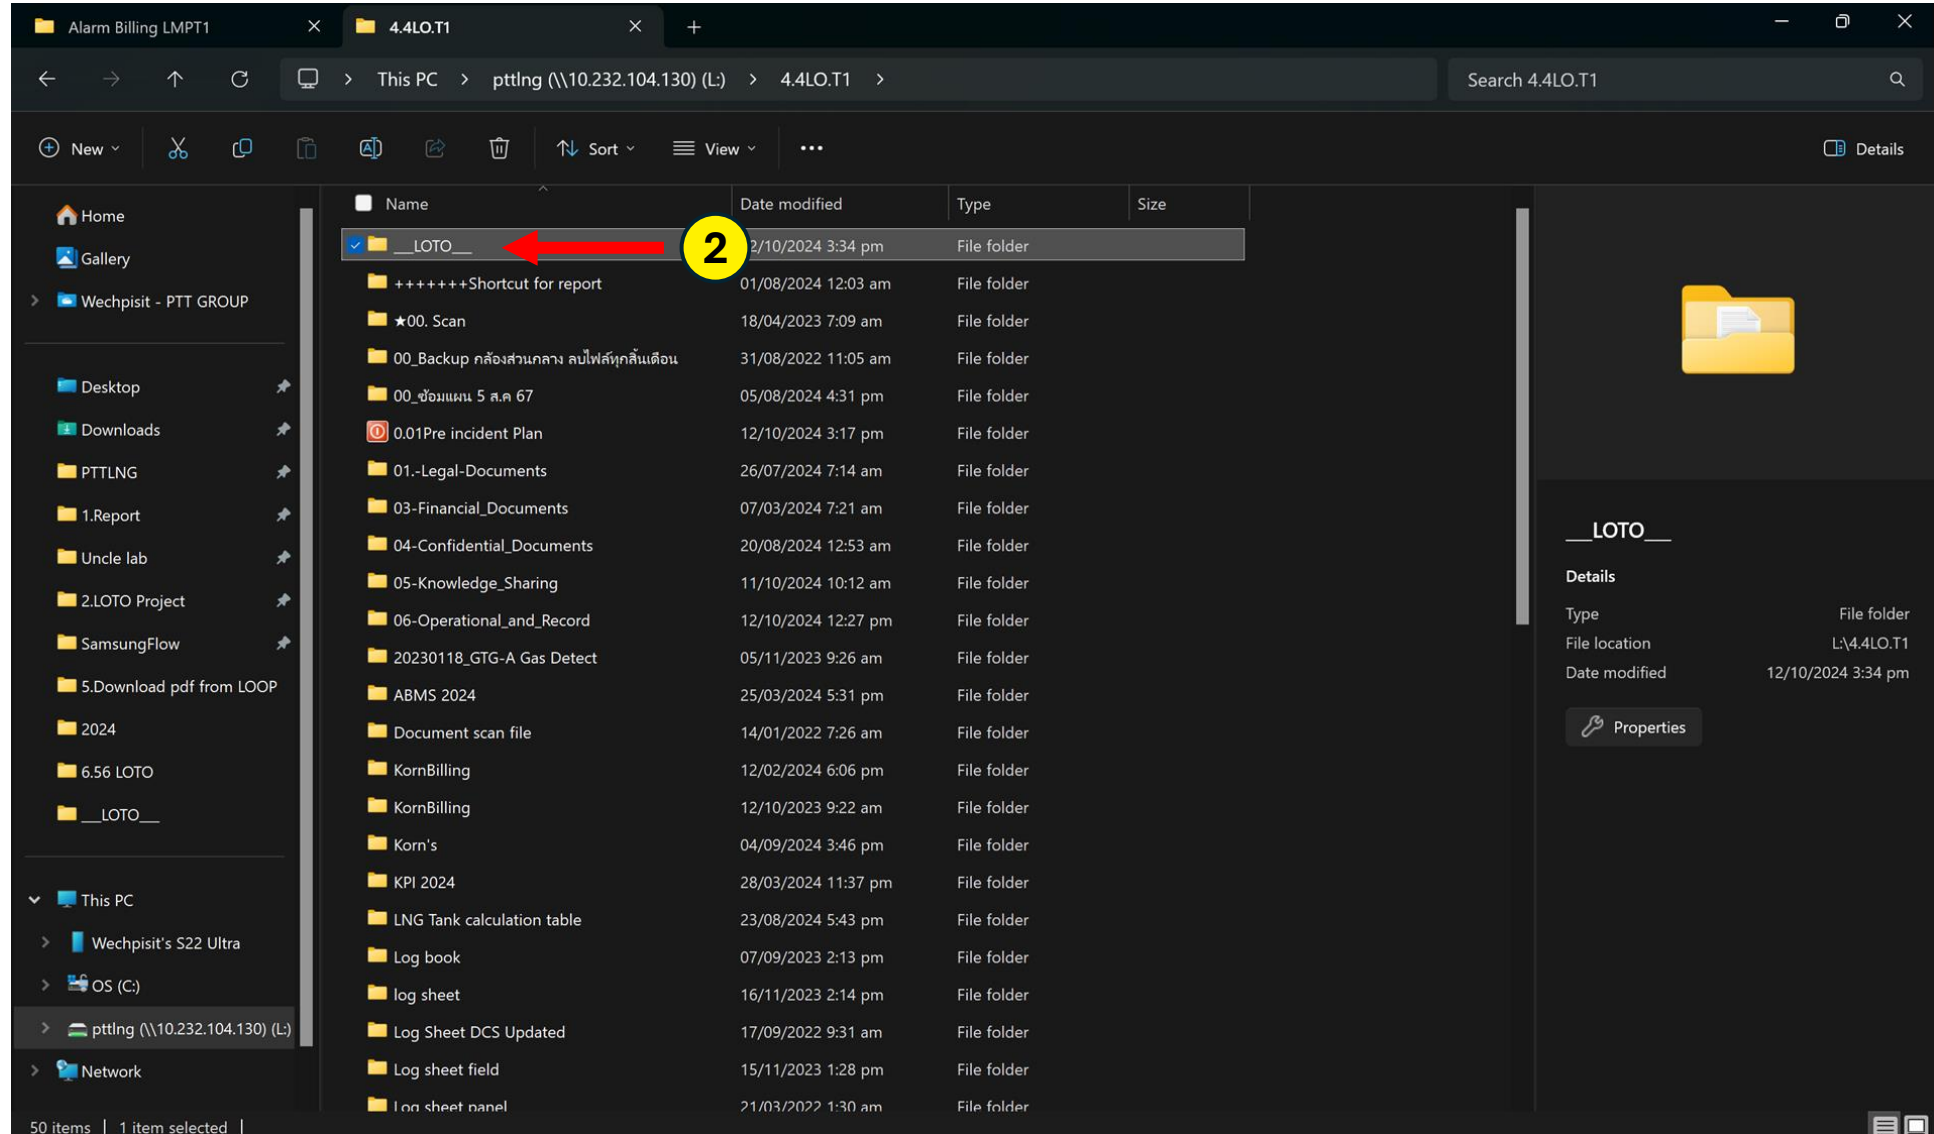 Alarm Billing LMPT1
4.4LO.T1
This PC > pttlng (\\10.232.104.130) (L:) > 4.4LO.T1 >
Search 4.4LO.T1
New
Sort
View
Details
Home
Gallery
Wechpisit - PTT GROUP
Desktop
Downloads
PTTLNG
1.Report
Uncle lab
2.LOTO Project
SamsungFlow
5.Download pdf from LOOP
2024
6.56 LOTO
__LOTO__
This PC
Wechpisit's S22 Ultra
OS (C:)
pttlng (\\10.232.104.130) (L:)
Network
Name Date modified Type Size
__LOTO__ 2/10/2024 3:34 pm File folder
2
+++++++Shortcut for report 01/08/2024 12:03 am File folder
★00. Scan 18/04/2023 7:09 am File folder
00_Backup กล้องส่วนกลาง ลบไฟล์ทุกสิ้นเดือน 31/08/2022 11:05 am File folder
00_ซ้อมแผน 5 ส.ค 67 05/08/2024 4:31 pm File folder
0.01Pre incident Plan 12/10/2024 3:17 pm File folder
01.-Legal-Documents 26/07/2024 7:14 am File folder
03-Financial_Documents 07/03/2024 7:21 am File folder
04-Confidential_Documents 20/08/2024 12:53 am File folder
05-Knowledge_Sharing 11/10/2024 10:12 am File folder
06-Operational_and_Record 12/10/2024 12:27 pm File folder
20230118_GTG-A Gas Detect 05/11/2023 9:26 am File folder
ABMS 2024 25/03/2024 5:31 pm File folder
Document scan file 14/01/2022 7:26 am File folder
KornBilling 12/02/2024 6:06 pm File folder
KornBilling 12/10/2023 9:22 am File folder
Korn's 04/09/2024 3:46 pm File folder
KPI 2024 28/03/2024 11:37 pm File folder
LNG Tank calculation table 23/08/2024 5:43 pm File folder
Log book 07/09/2023 2:13 pm File folder
log sheet 16/11/2023 2:14 pm File folder
Log Sheet DCS Updated 17/09/2022 9:31 am File folder
Log sheet field 15/11/2023 1:28 pm File folder
Log sheet panel 21/03/2022 1:30 am File folder
__LOTO__
Details
Type File folder
File location L:\4.4LO.T1
Date modified 12/10/2024 3:34 pm
Properties
50 items | 1 item selected |